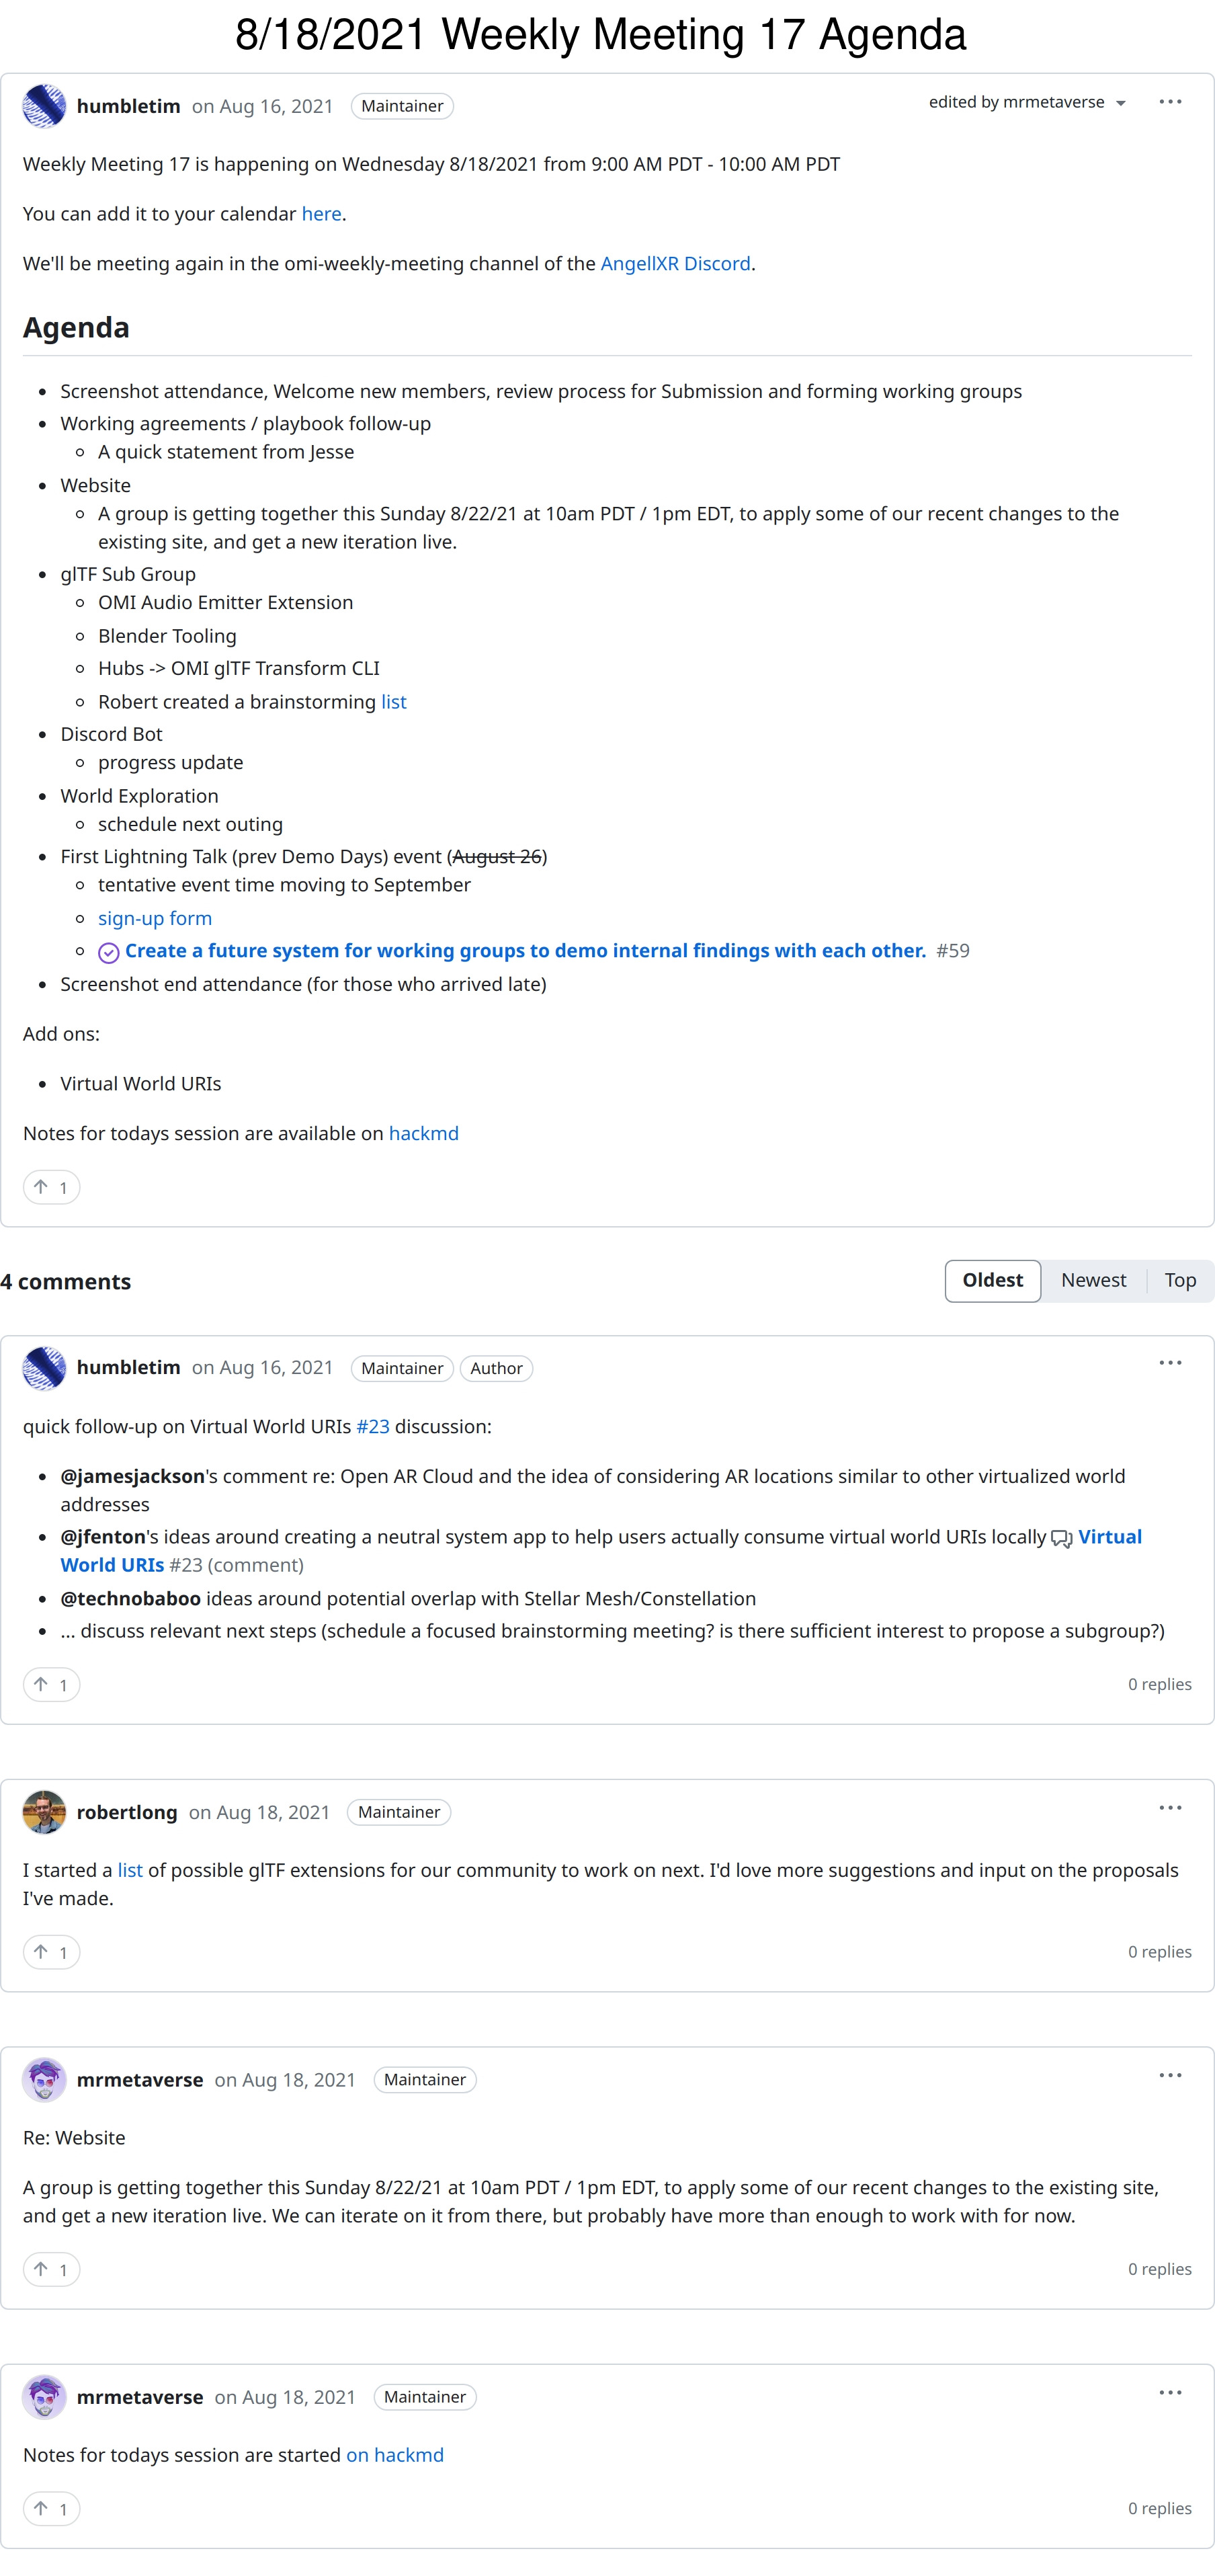 8/18/2021 Weekly Meeting 17 Agenda
humbletim on Aug 16, 2021 Maintainer edited by mrmetaverse
Weekly Meeting 17 is happening on Wednesday 8/18/2021 from 9:00 AM PDT - 10:00 AM PDT
You can add it to your calendar here.
We'll be meeting again in the omi-weekly-meeting channel of the AngellXR Discord.
Agenda
Screenshot attendance, Welcome new members, review process for Submission and forming working groups
Working agreements / playbook follow-up
A quick statement from Jesse
Website
A group is getting together this Sunday 8/22/21 at 10am PDT / 1pm EDT, to apply some of our recent changes to the
existing site, and get a new iteration live.
glTF Sub Group
OMI Audio Emitter Extension
Blender Tooling
Hubs -> OMI glTF Transform CLI
Robert created a brainstorming list
Discord Bot
progress update
World Exploration
schedule next outing
First Lightning Talk (prev Demo Days) event (August 26)
tentative event time moving to September
sign-up form
Create a future system for working groups to demo internal findings with each other. #59
Screenshot end attendance (for those who arrived late)
Add ons:
Virtual World URIs
Notes for todays session are available on hackmd
1
4 comments
Oldest Newest Top
humbletim on Aug 16, 2021 Maintainer Author
quick follow-up on Virtual World URIs #23 discussion:
@jamesjackson's comment re: Open AR Cloud and the idea of considering AR locations similar to other virtualized world
addresses
@jfenton's ideas around creating a neutral system app to help users actually consume virtual world URIs locally Virtual
World URIs #23 (comment)
@technobaboo ideas around potential overlap with Stellar Mesh/Constellation
... discuss relevant next steps (schedule a focused brainstorming meeting? is there sufficient interest to propose a subgroup?)
1 0 replies
robertlong on Aug 18, 2021 Maintainer
I started a list of possible glTF extensions for our community to work on next. I'd love more suggestions and input on the proposals
I've made.
1 0 replies
mrmetaverse on Aug 18, 2021 Maintainer
Re: Website
A group is getting together this Sunday 8/22/21 at 10am PDT / 1pm EDT, to apply some of our recent changes to the existing site,
and get a new iteration live. We can iterate on it from there, but probably have more than enough to work with for now.
1 0 replies
mrmetaverse on Aug 18, 2021 Maintainer
Notes for todays session are started on hackmd
1 0 replies